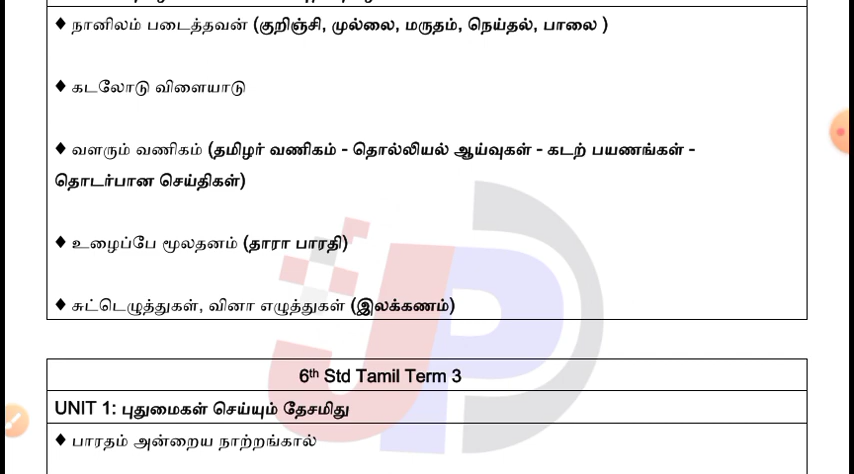 ♦ நானிலம் படைத்தவன் (குறிஞ்சி, முல்லை, மருதம், நெய்தல், பாலை )
♦ கடலோடு விளையாடு
♦ வளரும் வணிகம் (தமிழர் வணிகம் - தொல்லியல் ஆய்வுகள் - கடற் பயணங்கள் -
தொடர்பான செய்திகள்)
♦ உழைப்பே மூலதனம் (தாரா பாரதி)
♦ சுட்டெழுத்துகள், வினா எழுத்துகள் (இலக்கணம்)
6th Std Tamil Term 3
UNIT 1: புதுமைகள் செய்யும் தேசமிது
♦ பாரதம் அன்றைய நாற்றங்கால்
JPD